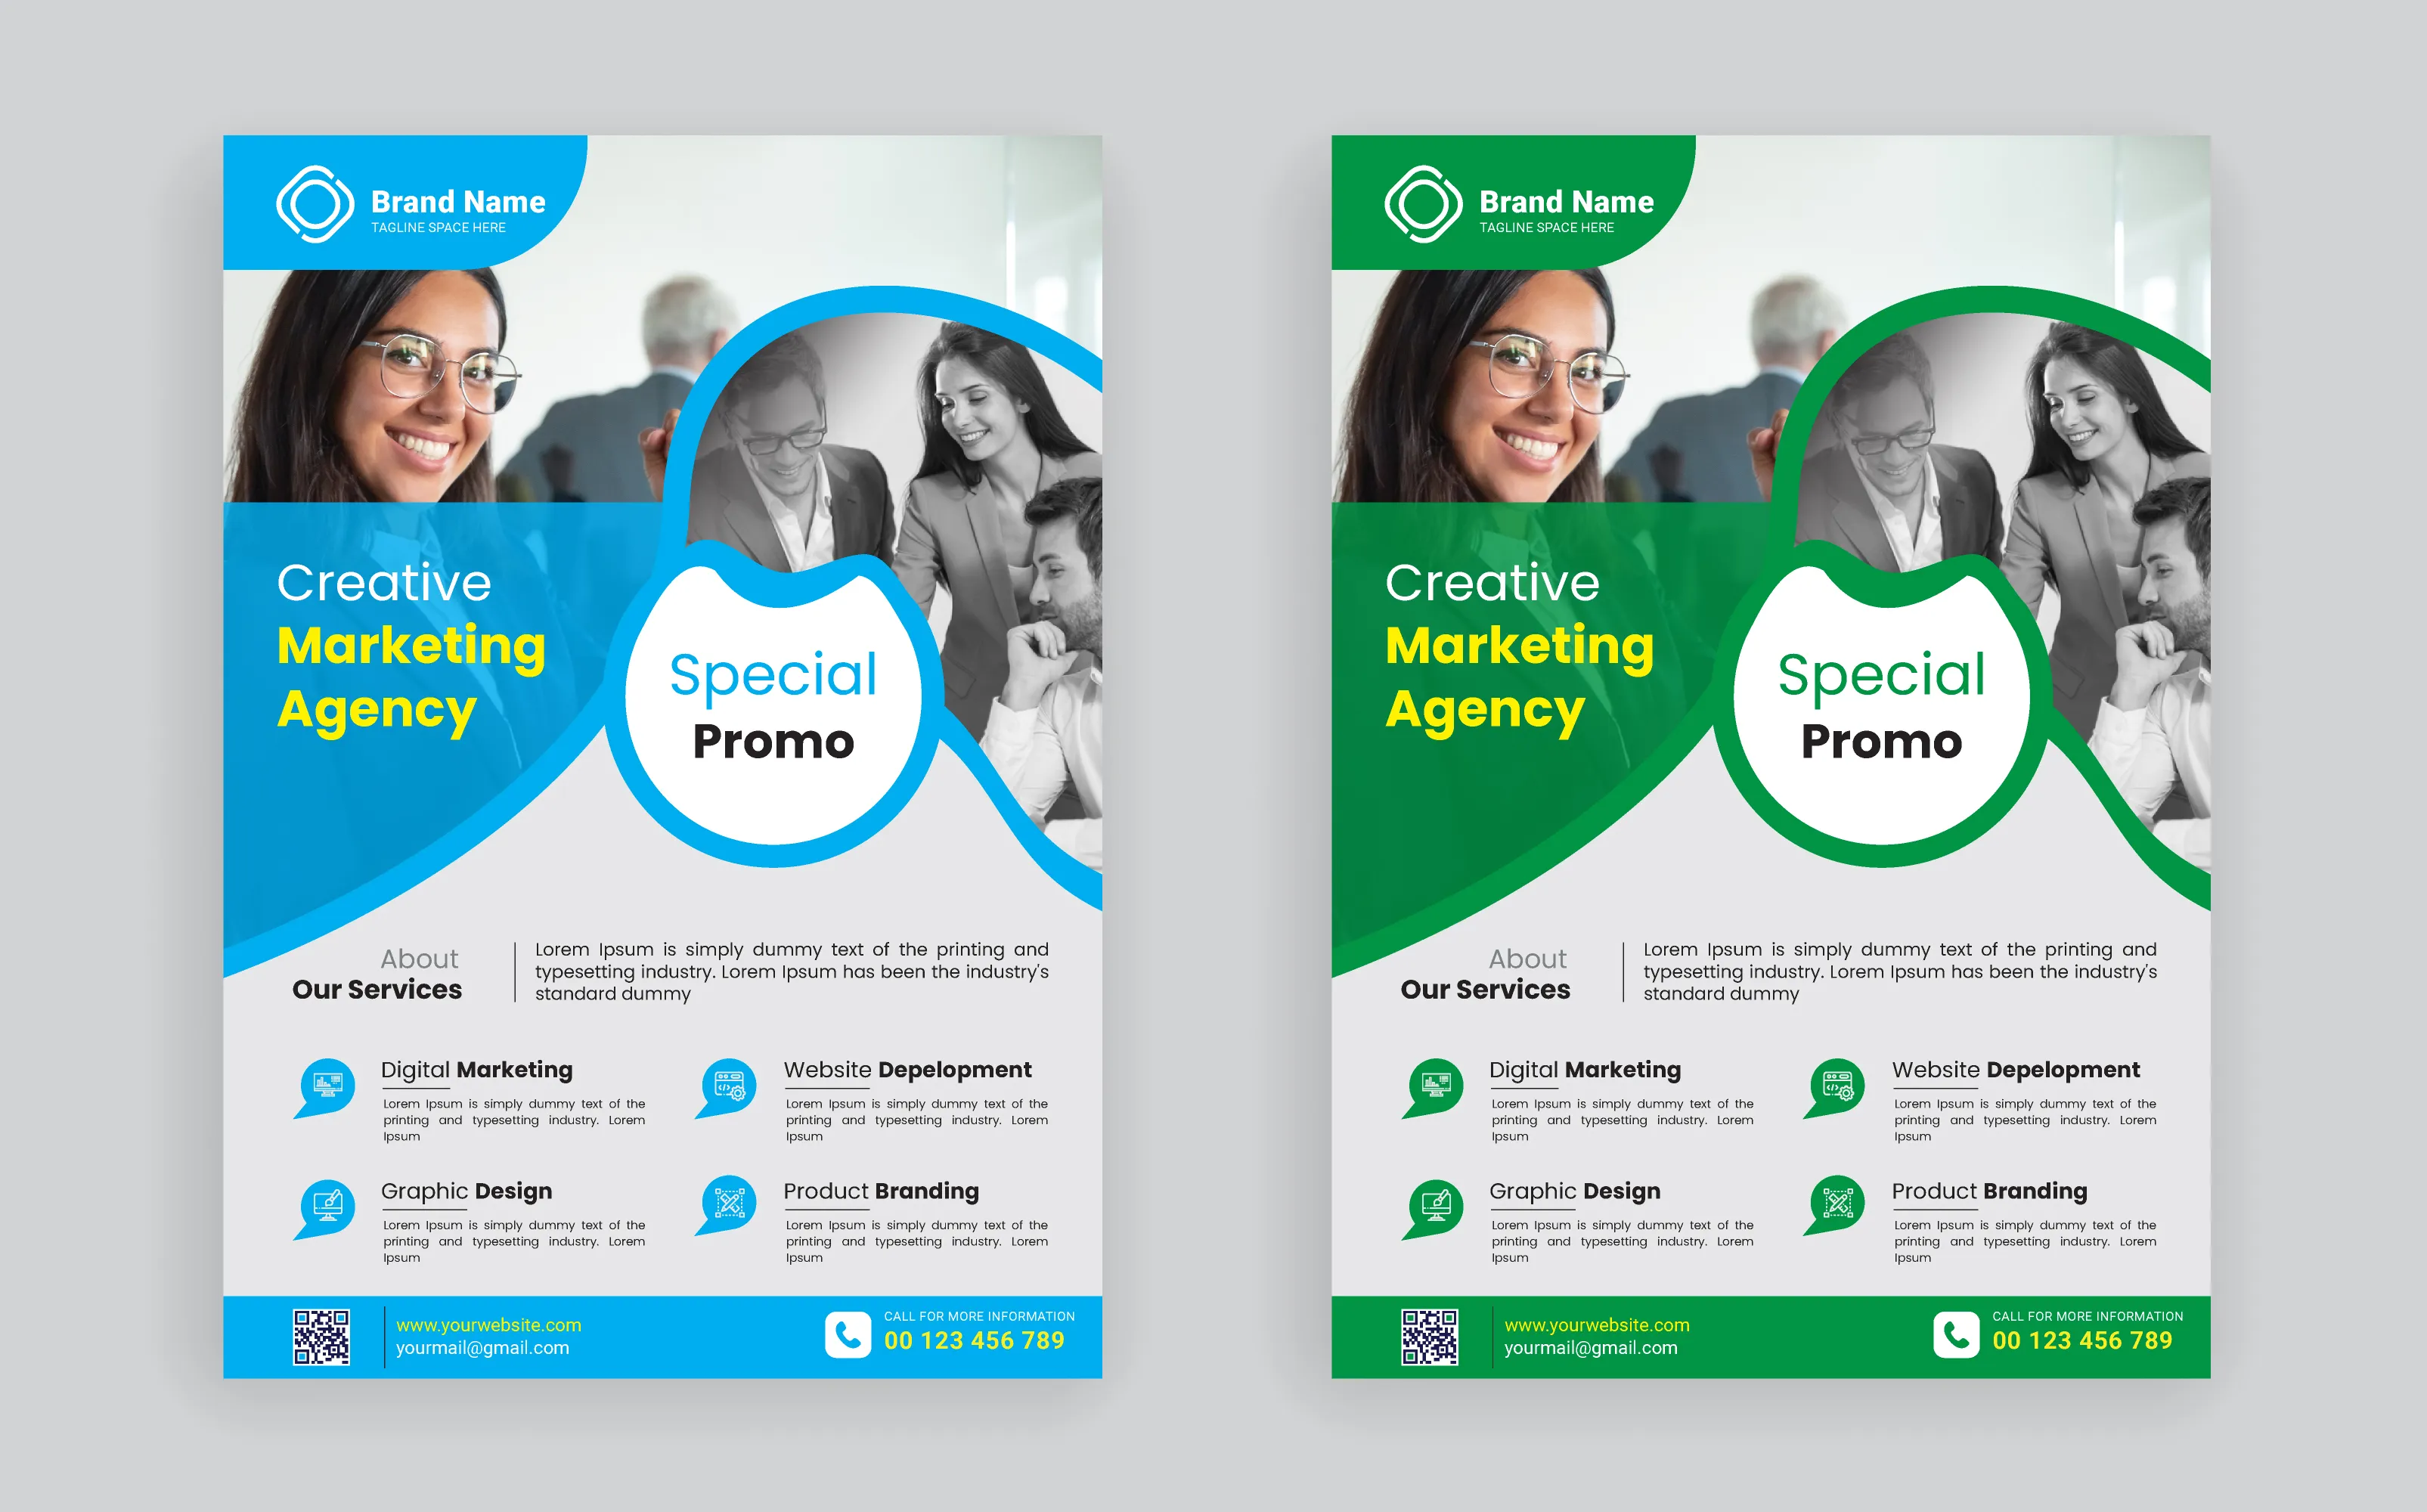 Brand Name
TAGLINE SPACE HERE
Creative
Marketing
Agency
Special
Promo
About
Our Services
Lorem Ipsum is simply dummy text of the printing and
typesetting industry. Lorem Ipsum has been the industry's
standard dummy
Digital Marketing
Lorem Ipsum is simply dummy text of the
printing and typesetting industry. Lorem
Ipsum
Website Depelopment
Lorem Ipsum is simply dummy text of the
printing and typesetting industry. Lorem
Ipsum
Graphic Design
Lorem Ipsum is simply dummy text of the
printing and typesetting industry. Lorem
Ipsum
Product Branding
Lorem Ipsum is simply dummy text of the
printing and typesetting industry. Lorem
Ipsum
www.yourwebsite.com
yourmail@gmail.com
CALL FOR MORE INFORMATION
00 123 456 789
Brand Name
TAGLINE SPACE HERE
Creative
Marketing
Agency
Special
Promo
About
Our Services
Lorem Ipsum is simply dummy text of the printing and
typesetting industry. Lorem Ipsum has been the industry's
standard dummy
Digital Marketing
Lorem Ipsum is simply dummy text of the
printing and typesetting industry. Lorem
Ipsum
Website Depelopment
Lorem Ipsum is simply dummy text of the
printing and typesetting industry. Lorem
Ipsum
Graphic Design
Lorem Ipsum is simply dummy text of the
printing and typesetting industry. Lorem
Ipsum
Product Branding
Lorem Ipsum is simply dummy text of the
printing and typesetting industry. Lorem
Ipsum
www.yourwebsite.com
yourmail@gmail.com
CALL FOR MORE INFORMATION
00 123 456 789